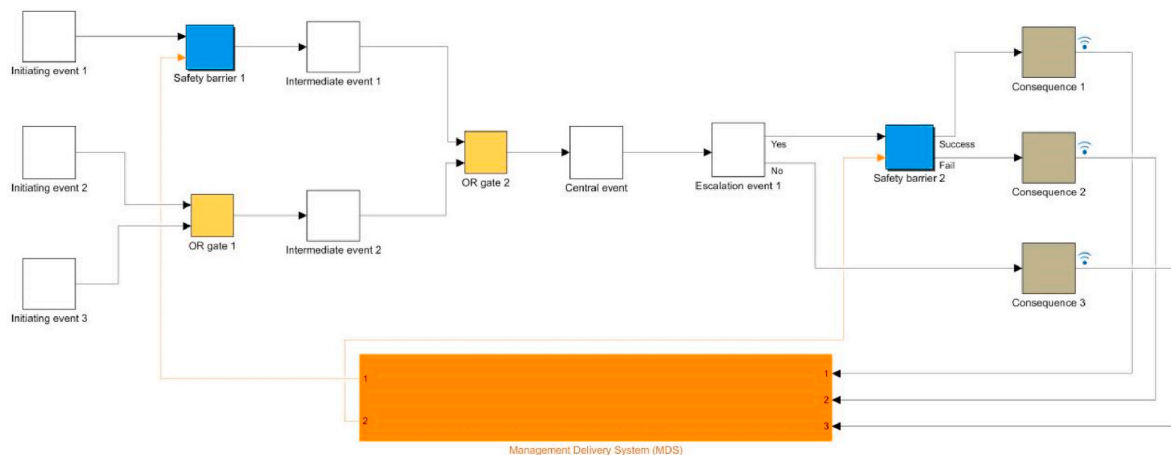 Initiating event 1
Safety barrier 1
Intermediate event 1
Initiating event 2
OR gate 1
Intermediate event 2
Initiating event 3
OR gate 2
Central event
Escalation event 1
Yes
No
Safety barrier 2
Success
Fail
Consequence 1
Consequence 2
Consequence 3
1
2
1
2
3
Management Delivery System (MDS)